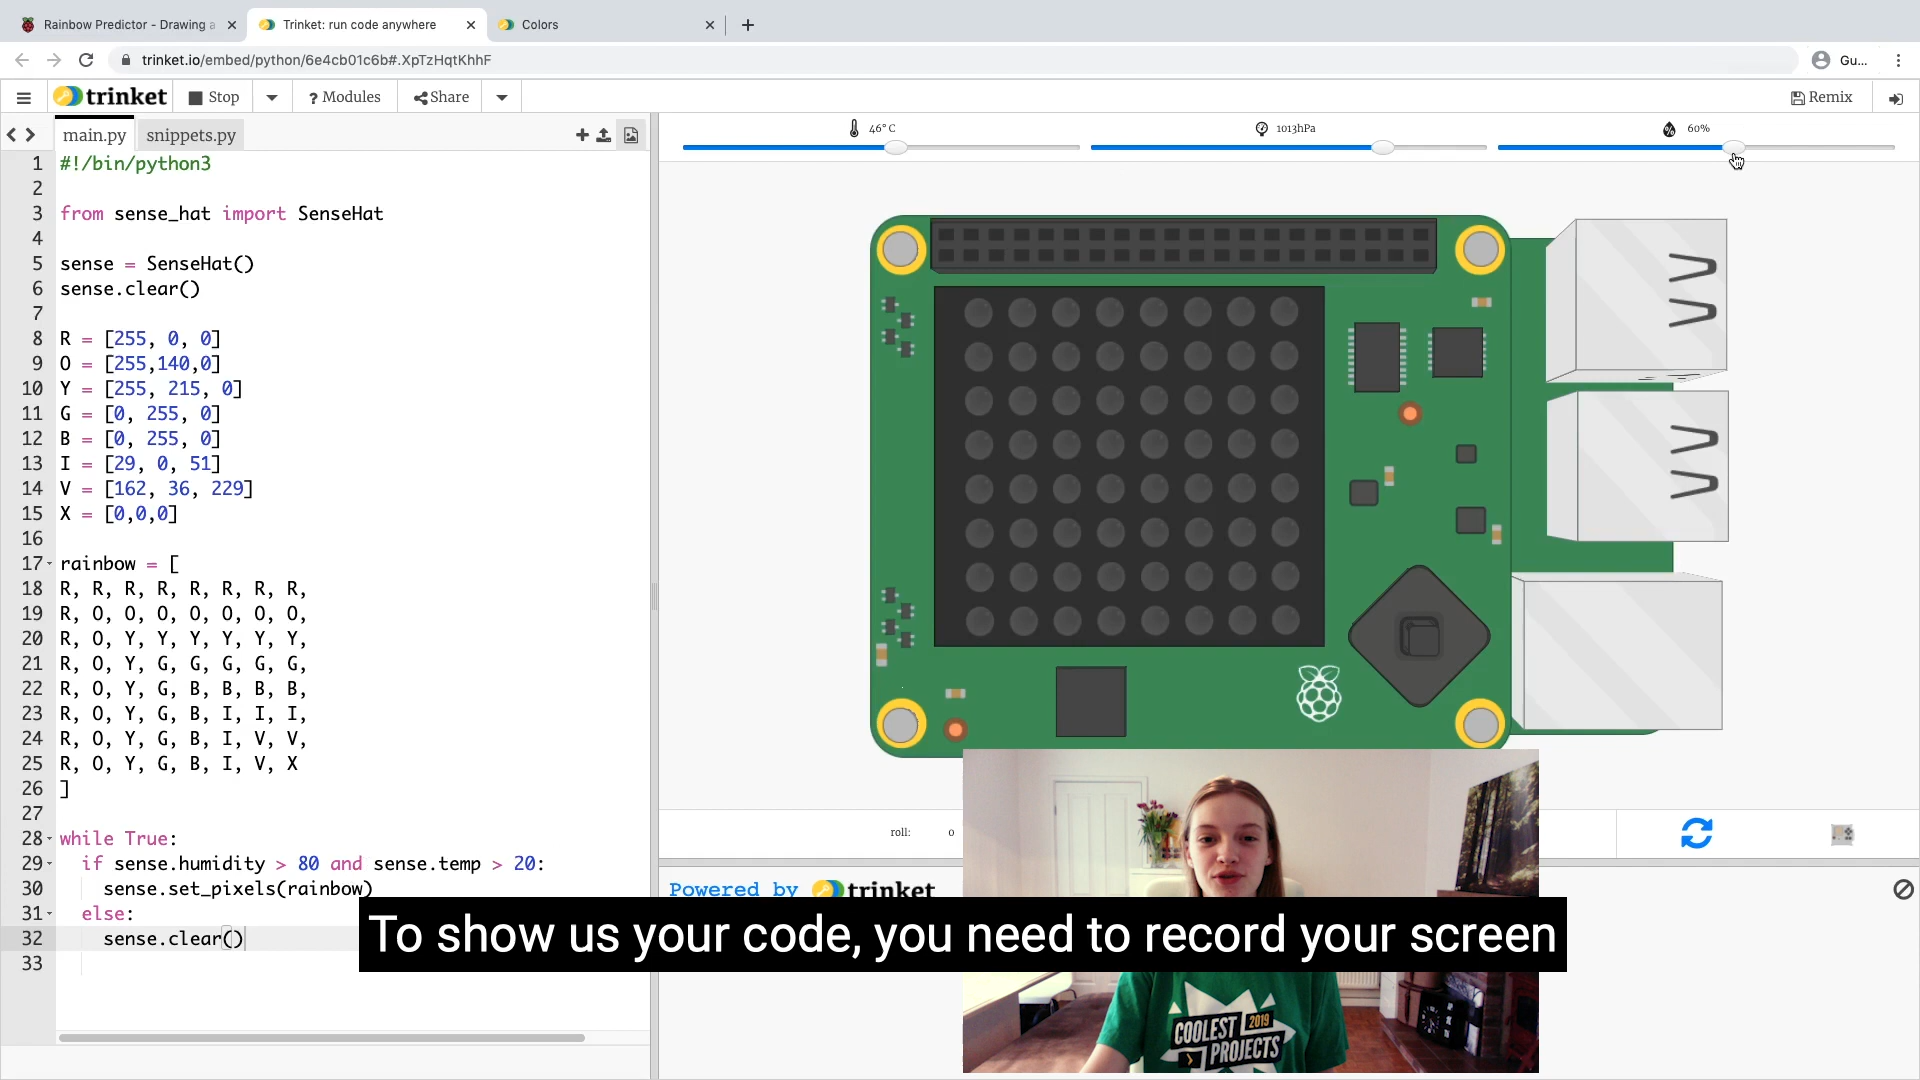 Rainbow Predictor - Drawing a
Trinket: run code anywhere
Colors
trinket.io/embed/python/6e4cb01c6b#.XpTzHqtKhhF
Gu...
trinket
Stop
? Modules
Share
Remix
main.py
snippets.py
46°C
1013hPa
60%
1 #!/bin/python3
2
3 from sense_hat import SenseHat
4
5 sense = SenseHat()
6 sense.clear()
7
8 R = [255, 0, 0]
9 O = [255,140,0]
10 Y = [255, 215, 0]
11 G = [0, 255, 0]
12 B = [0, 255, 0]
13 I = [29, 0, 51]
14 V = [162, 36, 229]
15 X = [0,0,0]
16
17 rainbow = [
18 R, R, R, R, R, R, R, R,
19 R, O, O, O, O, O, O, O,
20 R, O, Y, Y, Y, Y, Y, Y,
21 R, O, Y, G, G, G, G, G,
22 R, O, Y, G, B, B, B, B,
23 R, O, Y, G, B, I, I, I,
24 R, O, Y, G, B, I, V, V,
25 R, O, Y, G, B, I, V, X
26 ]
27
28 while True:
29 if sense.humidity > 80 and sense.temp > 20:
30 sense.set_pixels(rainbow)
31 else:
32 sense.clear()
33
roll: 0
Powered by trinket
To show us your code, you need to record your screen
COOLEST 2019
PROJECTS